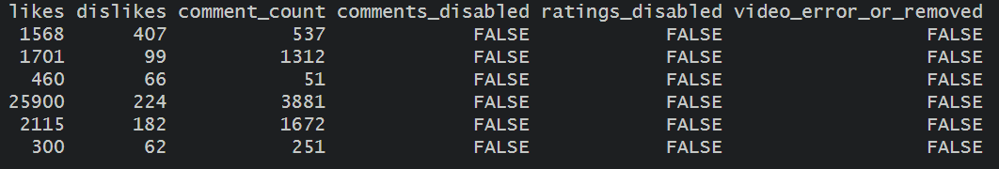 likes dislikes comment_count comments_disabled ratings_disabled video_error_or_removed
1568 407 537 FALSE FALSE FALSE
1701 99 1312 FALSE FALSE FALSE
460 66 51 FALSE FALSE FALSE
25900 224 3881 FALSE FALSE FALSE
2115 182 1672 FALSE FALSE FALSE
300 62 251 FALSE FALSE FALSE